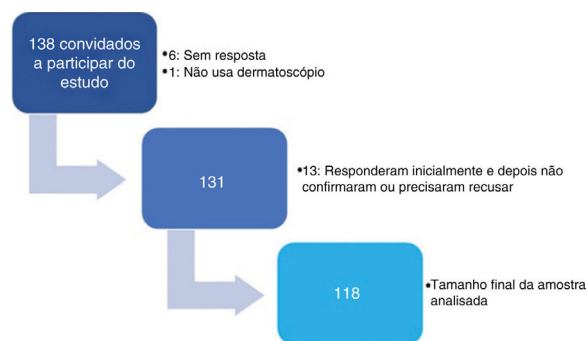 138 convidados
a participar do
estudo
•6: Sem resposta
•1: Não usa dermatoscópio
131
•13: Responderam inicialmente e depois não
confirmaram ou precisaram recusar
118
•Tamanho final da amostra
analisada